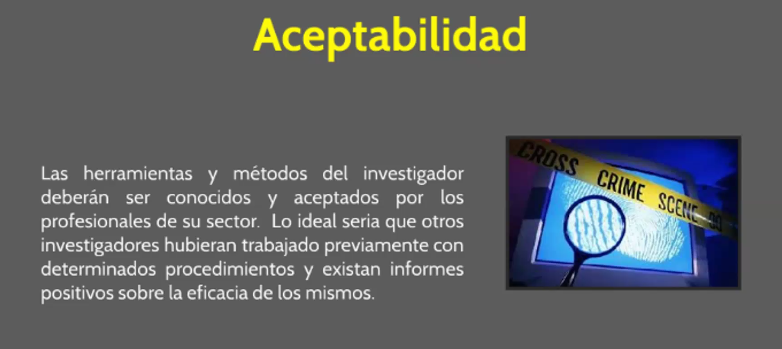 Aceptabilidad
Las herramientas y métodos del investigador
deberán ser conocidos y aceptados por los
profesionales de su sector. Lo ideal seria que otros
investigadores hubieran trabajado previamente con
determinados procedimientos y existan informes
positivos sobre la eficacia de los mismos.
CROSS CRIME SCENE DO